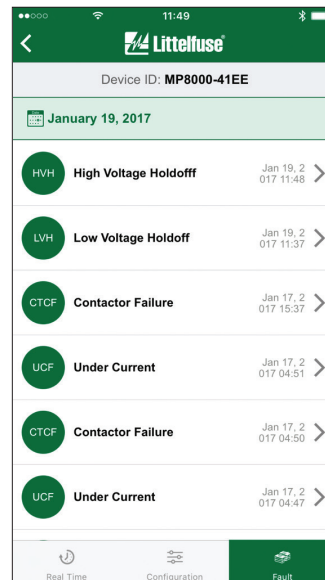 11:49
Littelfuse®
Device ID: MP8000-41EE
January 19, 2017
HVH High Voltage Holdofff Jan 19, 2
017 11:48
LVH Low Voltage Holdoff Jan 19, 2
017 11:37
CTCF Contactor Failure Jan 17, 2
017 15:37
UCF Under Current Jan 17, 2
017 04:51
CTCF Contactor Failure Jan 17, 2
017 04:50
UCF Under Current Jan 17, 2
017 04:47
Real Time Configuration Fault